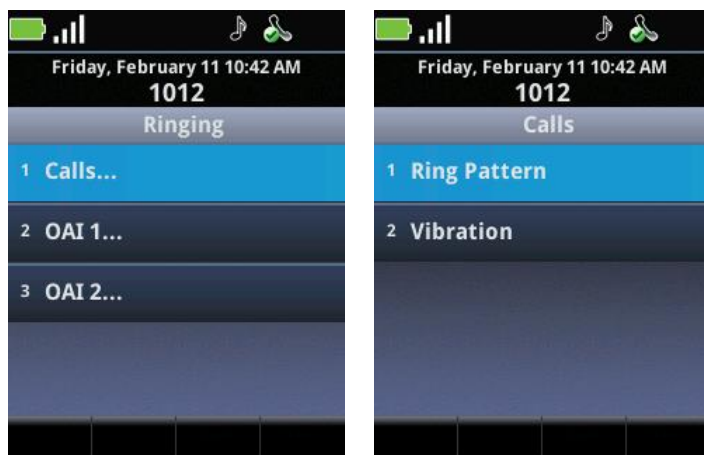 Friday, February 11 10:42 AM
1012
Ringing
1 Calls...
2 OAI 1...
3 OAI 2...
Friday, February 11 10:42 AM
1012
Calls
1 Ring Pattern
2 Vibration